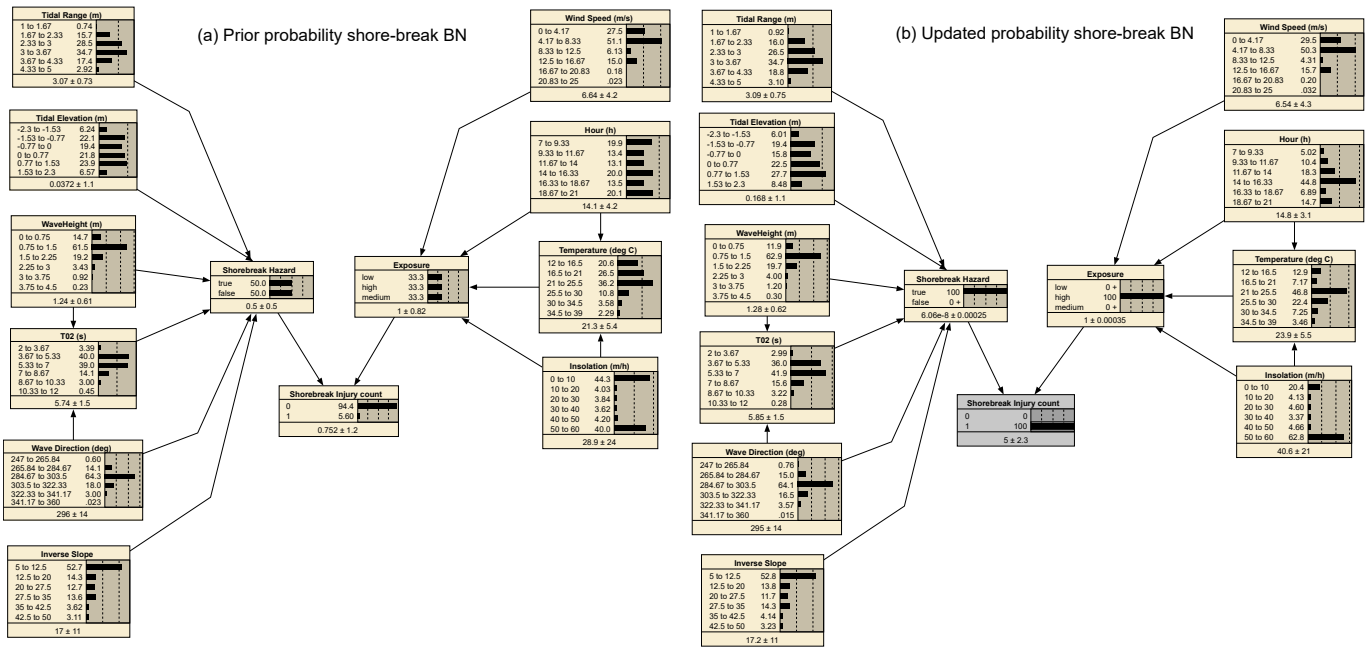 (a) Prior probability shore-break BN
Tidal Range (m)
1 to 1.67 0.74
1.67 to 2.33 15.7
2.33 to 3 28.5
3 to 3.67 34.7
3.67 to 4.33 17.4
4.33 to 5 2.92
3.07 ± 0.73
Tidal Elevation (m)
-2.3 to -1.53 6.24
-1.53 to -0.77 22.1
-0.77 to 0 19.4
0 to 0.77 21.8
0.77 to 1.53 23.9
1.53 to 2.3 6.57
0.0372 ± 1.1
WaveHeight (m)
0 to 0.75 14.7
0.75 to 1.5 61.5
1.5 to 2.25 19.2
2.25 to 3 3.43
3 to 3.75 0.92
3.75 to 4.5 0.23
1.24 ± 0.61
T02 (s)
2 to 3.67 3.39
3.67 to 5.33 40.0
5.33 to 7 39.0
7 to 8.67 14.1
8.67 to 10.33 3.00
10.33 to 12 0.45
5.74 ± 1.5
Wave Direction (deg)
247 to 265.84 0.60
265.84 to 284.67 14.1
284.67 to 303.5 64.3
303.5 to 322.33 18.0
322.33 to 341.17 3.00
341.17 to 360 .023
296 ± 14
Inverse Slope
5 to 12.5 52.7
12.5 to 20 14.3
20 to 27.5 12.7
27.5 to 35 13.6
35 to 42.5 3.62
42.5 to 50 3.11
17 ± 11
Shorebreak Hazard
true 50.0
false 50.0
0.5 ± 0.5
Exposure
low 33.3
high 33.3
medium 33.3
1 ± 0.82
Shorebreak Injury count
0 94.4
1 5.60
0.752 ± 1.2
Wind Speed (m/s)
0 to 4.17 27.5
4.17 to 8.33 51.1
8.33 to 12.5 6.13
12.5 to 16.67 15.0
16.67 to 20.83 0.18
20.83 to 25 .023
6.64 ± 4.2
Hour (h)
7 to 9.33 19.9
9.33 to 11.67 13.4
11.67 to 14 13.1
14 to 16.33 20.0
16.33 to 18.67 13.5
18.67 to 21 20.1
14.1 ± 4.2
Temperature (deg C)
12 to 16.5 20.6
16.5 to 21 26.5
21 to 25.5 36.2
25.5 to 30 10.8
30 to 34.5 3.58
34.5 to 39 2.29
21.3 ± 5.4
Insolation (m/h)
0 to 10 44.3
10 to 20 4.03
20 to 30 3.84
30 to 40 3.62
40 to 50 4.20
50 to 60 40.0
28.9 ± 24
(b) Updated probability shore-break BN
Tidal Range (m)
1 to 1.67 0.92
1.67 to 2.33 16.0
2.33 to 3 26.5
3 to 3.67 34.7
3.67 to 4.33 18.8
4.33 to 5 3.10
3.09 ± 0.75
Tidal Elevation (m)
-2.3 to -1.53 6.01
-1.53 to -0.77 19.4
-0.77 to 0 15.8
0 to 0.77 22.5
0.77 to 1.53 27.7
1.53 to 2.3 8.48
0.168 ± 1.1
WaveHeight (m)
0 to 0.75 11.9
0.75 to 1.5 62.9
1.5 to 2.25 19.7
2.25 to 3 4.00
3 to 3.75 1.20
3.75 to 4.5 0.30
1.28 ± 0.62
T02 (s)
2 to 3.67 2.99
3.67 to 5.33 36.0
5.33 to 7 41.9
7 to 8.67 15.6
8.67 to 10.33 3.22
10.33 to 12 0.28
5.85 ± 1.5
Wave Direction (deg)
247 to 265.84 0.76
265.84 to 284.67 15.0
284.67 to 303.5 64.1
303.5 to 322.33 16.5
322.33 to 341.17 3.57
341.17 to 360 .015
295 ± 14
Inverse Slope
5 to 12.5 52.8
12.5 to 20 13.8
20 to 27.5 11.7
27.5 to 35 14.3
35 to 42.5 4.14
42.5 to 50 3.23
17.2 ± 11
Shorebreak Hazard
true 100
false 0 +
6.06e-8 ± 0.00025
Exposure
low 0 +
high 100
medium 0 +
1 ± 0.00035
Shorebreak Injury count
0 0
1 100
5 ± 2.3
Wind Speed (m/s)
0 to 4.17 29.5
4.17 to 8.33 50.3
8.33 to 12.5 4.31
12.5 to 16.67 15.7
16.67 to 20.83 0.20
20.83 to 25 .032
6.54 ± 4.3
Hour (h)
7 to 9.33 5.02
9.33 to 11.67 10.4
11.67 to 14 18.3
14 to 16.33 44.8
16.33 to 18.67 6.89
18.67 to 21 14.7
14.8 ± 3.1
Temperature (deg C)
12 to 16.5 12.9
16.5 to 21 7.17
21 to 25.5 46.8
25.5 to 30 22.4
30 to 34.5 7.25
34.5 to 39 3.46
23.9 ± 5.5
Insolation (m/h)
0 to 10 20.4
10 to 20 4.13
20 to 30 4.60
30 to 40 3.37
40 to 50 4.66
50 to 60 62.8
40.6 ± 21